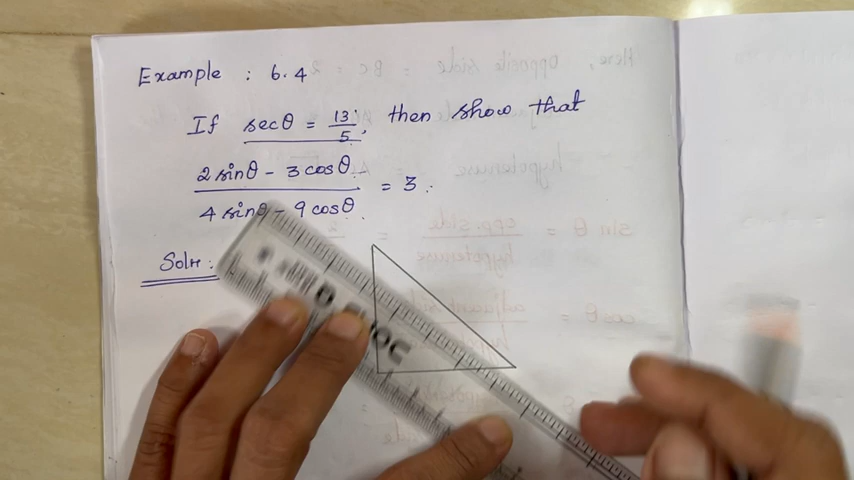 Example : 6.4
If secθ = 13/5, then show that
2 sinθ - 3 cosθ
4 sinθ - 9 cosθ = 3.
Soln :